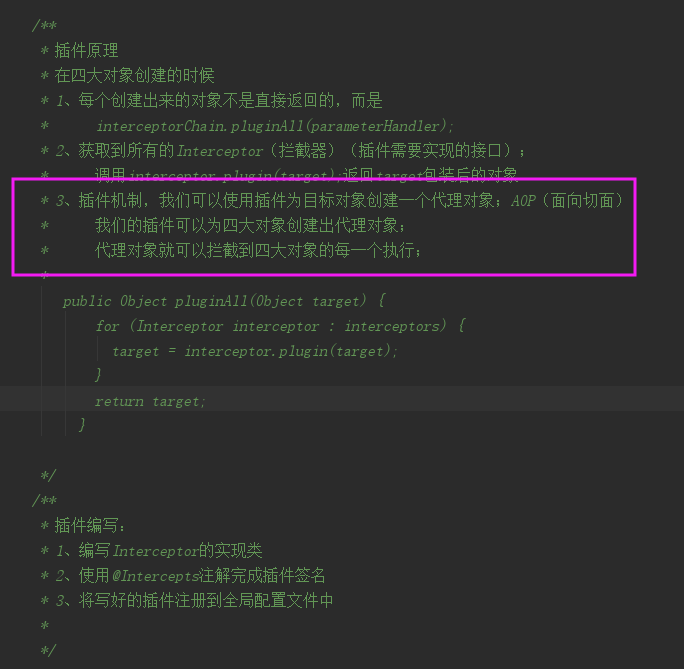 /**
* 插件原理
* 在四大对象创建的时候
* 1、每个创建出来的对象不是直接返回的，而是
*     interceptorChain.pluginAll(parameterHandler);
* 2、获取到所有的Interceptor（拦截器）（插件需要实现的接口）；
*     调用interceptor.plugin(target);返回target包装后的对象
* 3、插件机制，我们可以使用插件为目标对象创建一个代理对象；AOP（面向切面）
*     我们的插件可以为四大对象创建出代理对象；
*     代理对象就可以拦截到四大对象的每一个执行；
*
public Object pluginAll(Object target) {
for (Interceptor interceptor : interceptors) {
target = interceptor.plugin(target);
}
return target;
}
*/
/**
* 插件编写：
* 1、编写Interceptor的实现类
* 2、使用@Intercepts注解完成插件签名
* 3、将写好的插件注册到全局配置文件中
*
*/